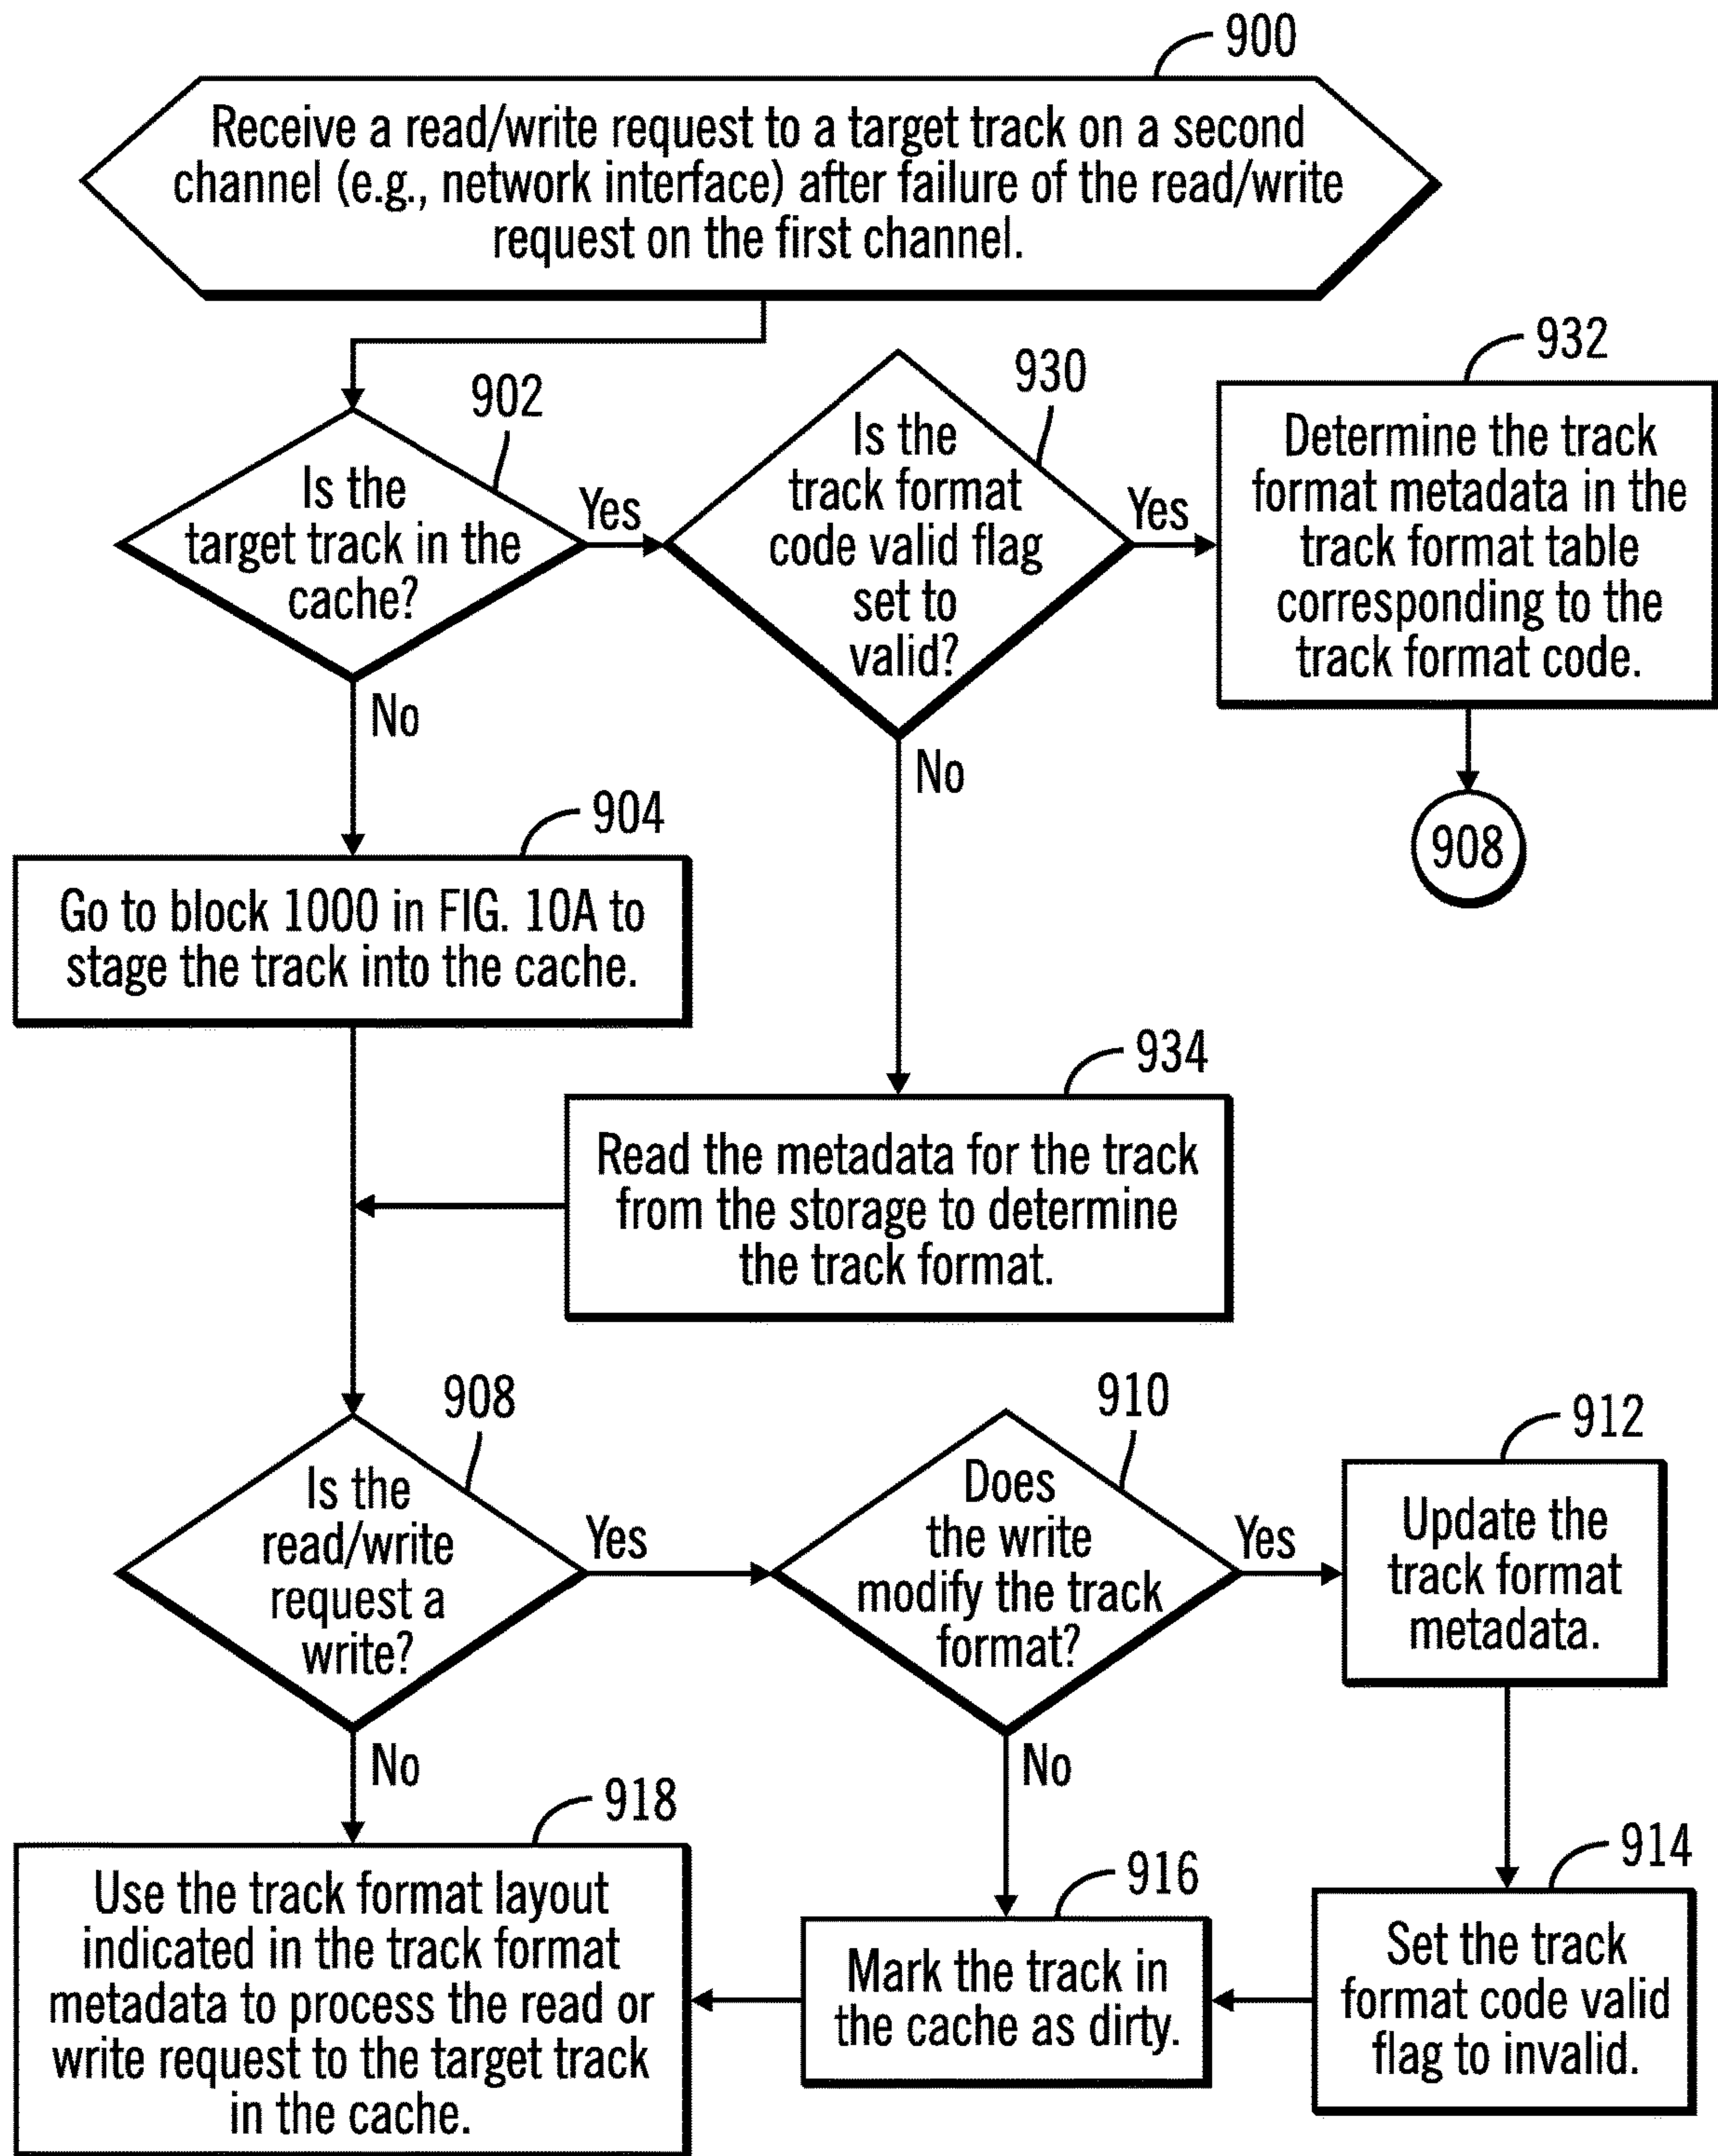 900
Receive a read/write request to a target track on a second
channel (e.g., network interface) after failure of the read/write
request on the first channel.
902
Is the
target track in the
cache?
Yes
No
930
Is the
track format
code valid flag
set to
valid?
Yes
No
932
Determine the track
format metadata in the
track format table
corresponding to the
track format code.
908
904
Go to block 1000 in FIG. 10A to
stage the track into the cache.
934
Read the metadata for the track
from the storage to determine
the track format.
908
Is the
read/write
request a
write?
Yes
No
910
Does
the write
modify the track
format?
Yes
No
912
Update the
track format
metadata.
918
Use the track format layout
indicated in the track format
metadata to process the read or
write request to the target track
in the cache.
916
Mark the track in
the cache as dirty.
914
Set the track
format code valid
flag to invalid.